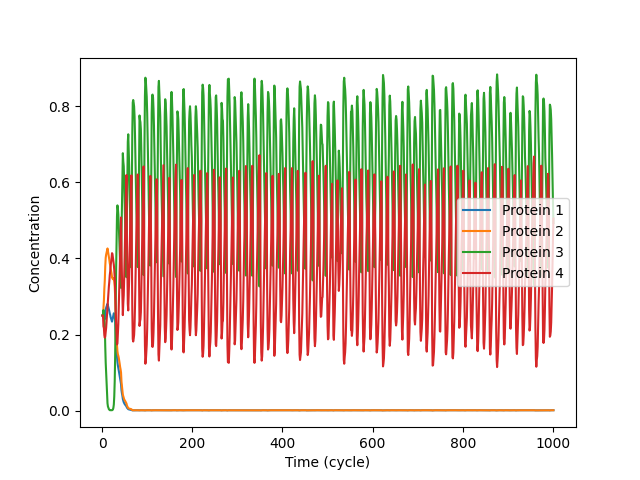 0.8
0.6
0.4
0.2
0.0
Concentration
0
200
400
600
800
1000
Time (cycle)
Protein 1
Protein 2
Protein 3
Protein 4